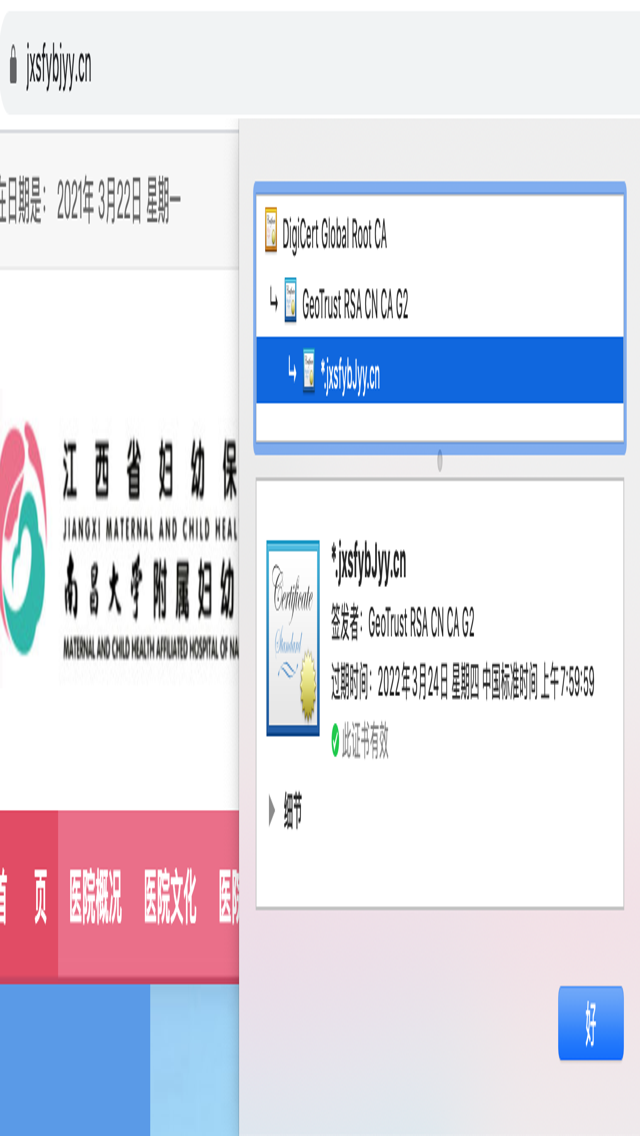 jxsfybjyy.cn
在日期是：2021年 3月22日 星期一
江西省妇幼保
JIANGXI MATERNAL AND CHILD HEAL
南昌大学附属妇幼
MATERNAL AND CHILD HEALTH AFFILIATED HOSPITAL OF NA
首 页 医院概况 医院文化 医院
DigiCert Global Root CA
GeoTrust RSA CN CA G2
*.jxsfybJyy.cn
Certificate
Standard
*.jxsfybJyy.cn
签发者：GeoTrust RSA CN CA G2
过期时间：2022年3月24日 星期四 中国标准时间 上午7:59:59
此证书有效
细节
好